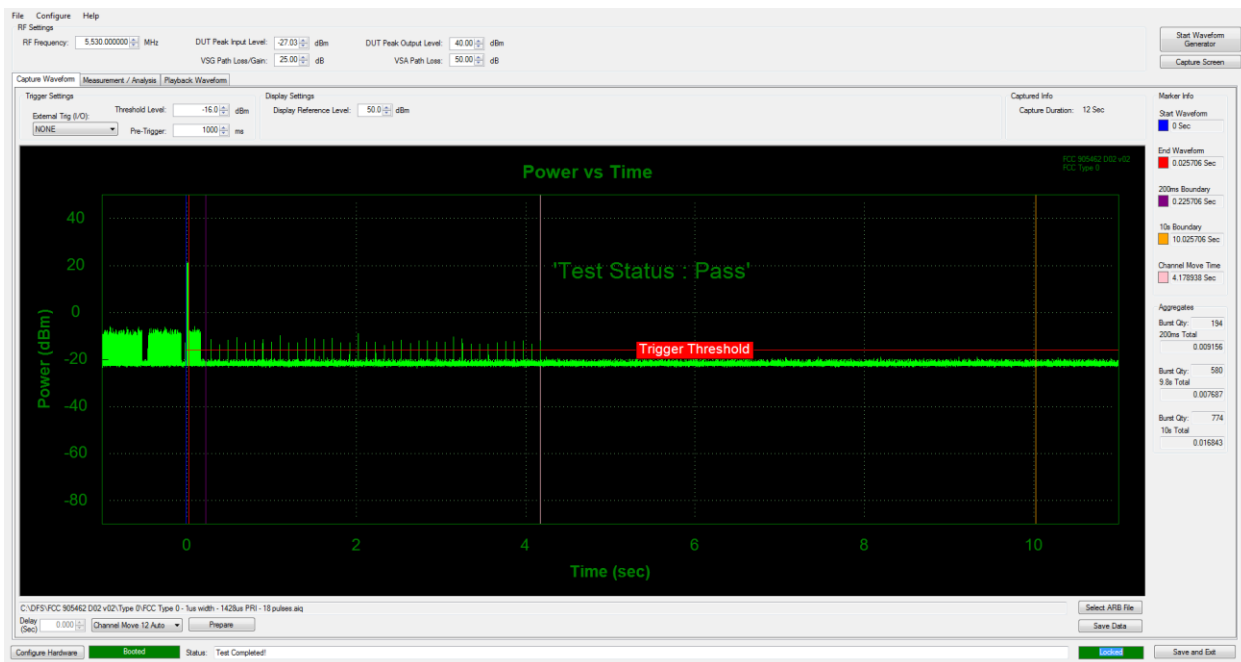 File Configure Help
RF Settings
RF Frequency: 5,530.000000 MHz DUT Peak Input Level: -27.03 dBm DUT Peak Output Level: 40.00 dBm
VSG Path Loss/Gain: 25.00 dB VSA Path Loss: 50.00 dB
Start Waveform
Generator
Capture Screen
Capture Waveform Measurement / Analysis Playback Waveform
Trigger Settings
External Trig (I/O):
NONE
Threshold Level: -16.0 dBm
Pre-Trigger: 1000 ms
Display Settings
Display Reference Level: 50.0 dBm
Captured Info
Capture Duration: 12 Sec
Power vs Time
FCC 905462 D02 v02
FCC Type 0
'Test Status : Pass'
Trigger Threshold
Power (dBm)
40
20
0
-20
-40
-60
-80
0 2 4 6 8 10
Time (sec)
Marker Info
Start Waveform
0 Sec
End Waveform
0.025706 Sec
200ms Boundary
0.225706 Sec
10s Boundary
10.025706 Sec
Channel Move Time
4.178938 Sec
Aggregates
Burst Qty: 194
200ms Total
0.009156
Burst Qty: 580
9.8s Total
0.007687
Burst Qty: 774
10s Total
0.016843
C:\DFS\FCC 905462 D02 v02\Type 0\FCC Type 0 - 1us width - 1428us PRI - 18 pulses.aiq
Select ARB File
Delay
(Sec) 0.000 Channel Move 12 Auto Prepare
Save Data
Configure Hardware Booted Status: Test Completed! Locked Save and Exit